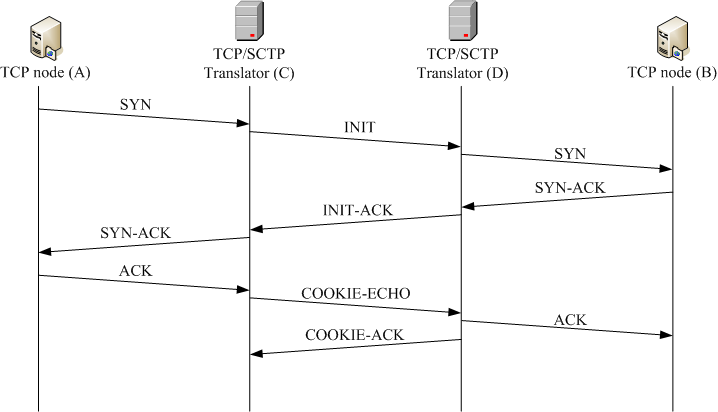 TCP node (A)
TCP/SCTP
Translator (C)
TCP/SCTP
Translator (D)
TCP node (B)
SYN
INIT
SYN
SYN-ACK
INIT-ACK
SYN-ACK
ACK
COOKIE-ECHO
ACK
COOKIE-ACK